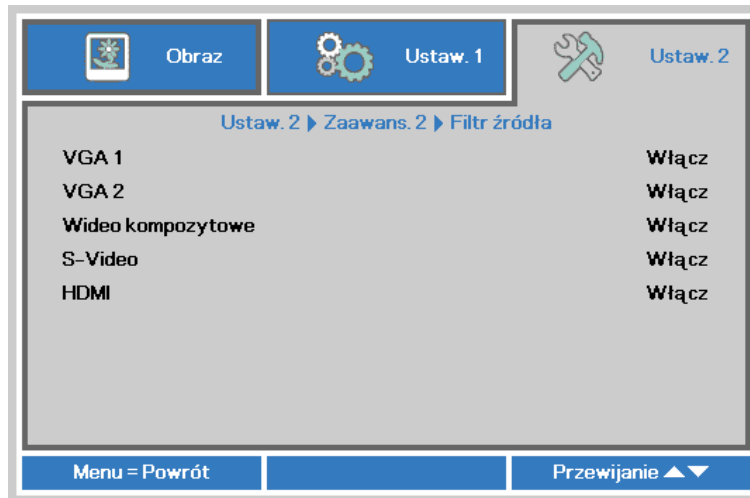 Obraz Ustaw. 1 Ustaw. 2
Ustaw. 2 ▶ Zaawans. 2 ▶ Filtr źródła
VGA 1 Włącz
VGA 2 Włącz
Wideo kompozytowe Włącz
S-Video Włącz
HDMI Włącz
Menu = Powrót Przewijanie ▲▼